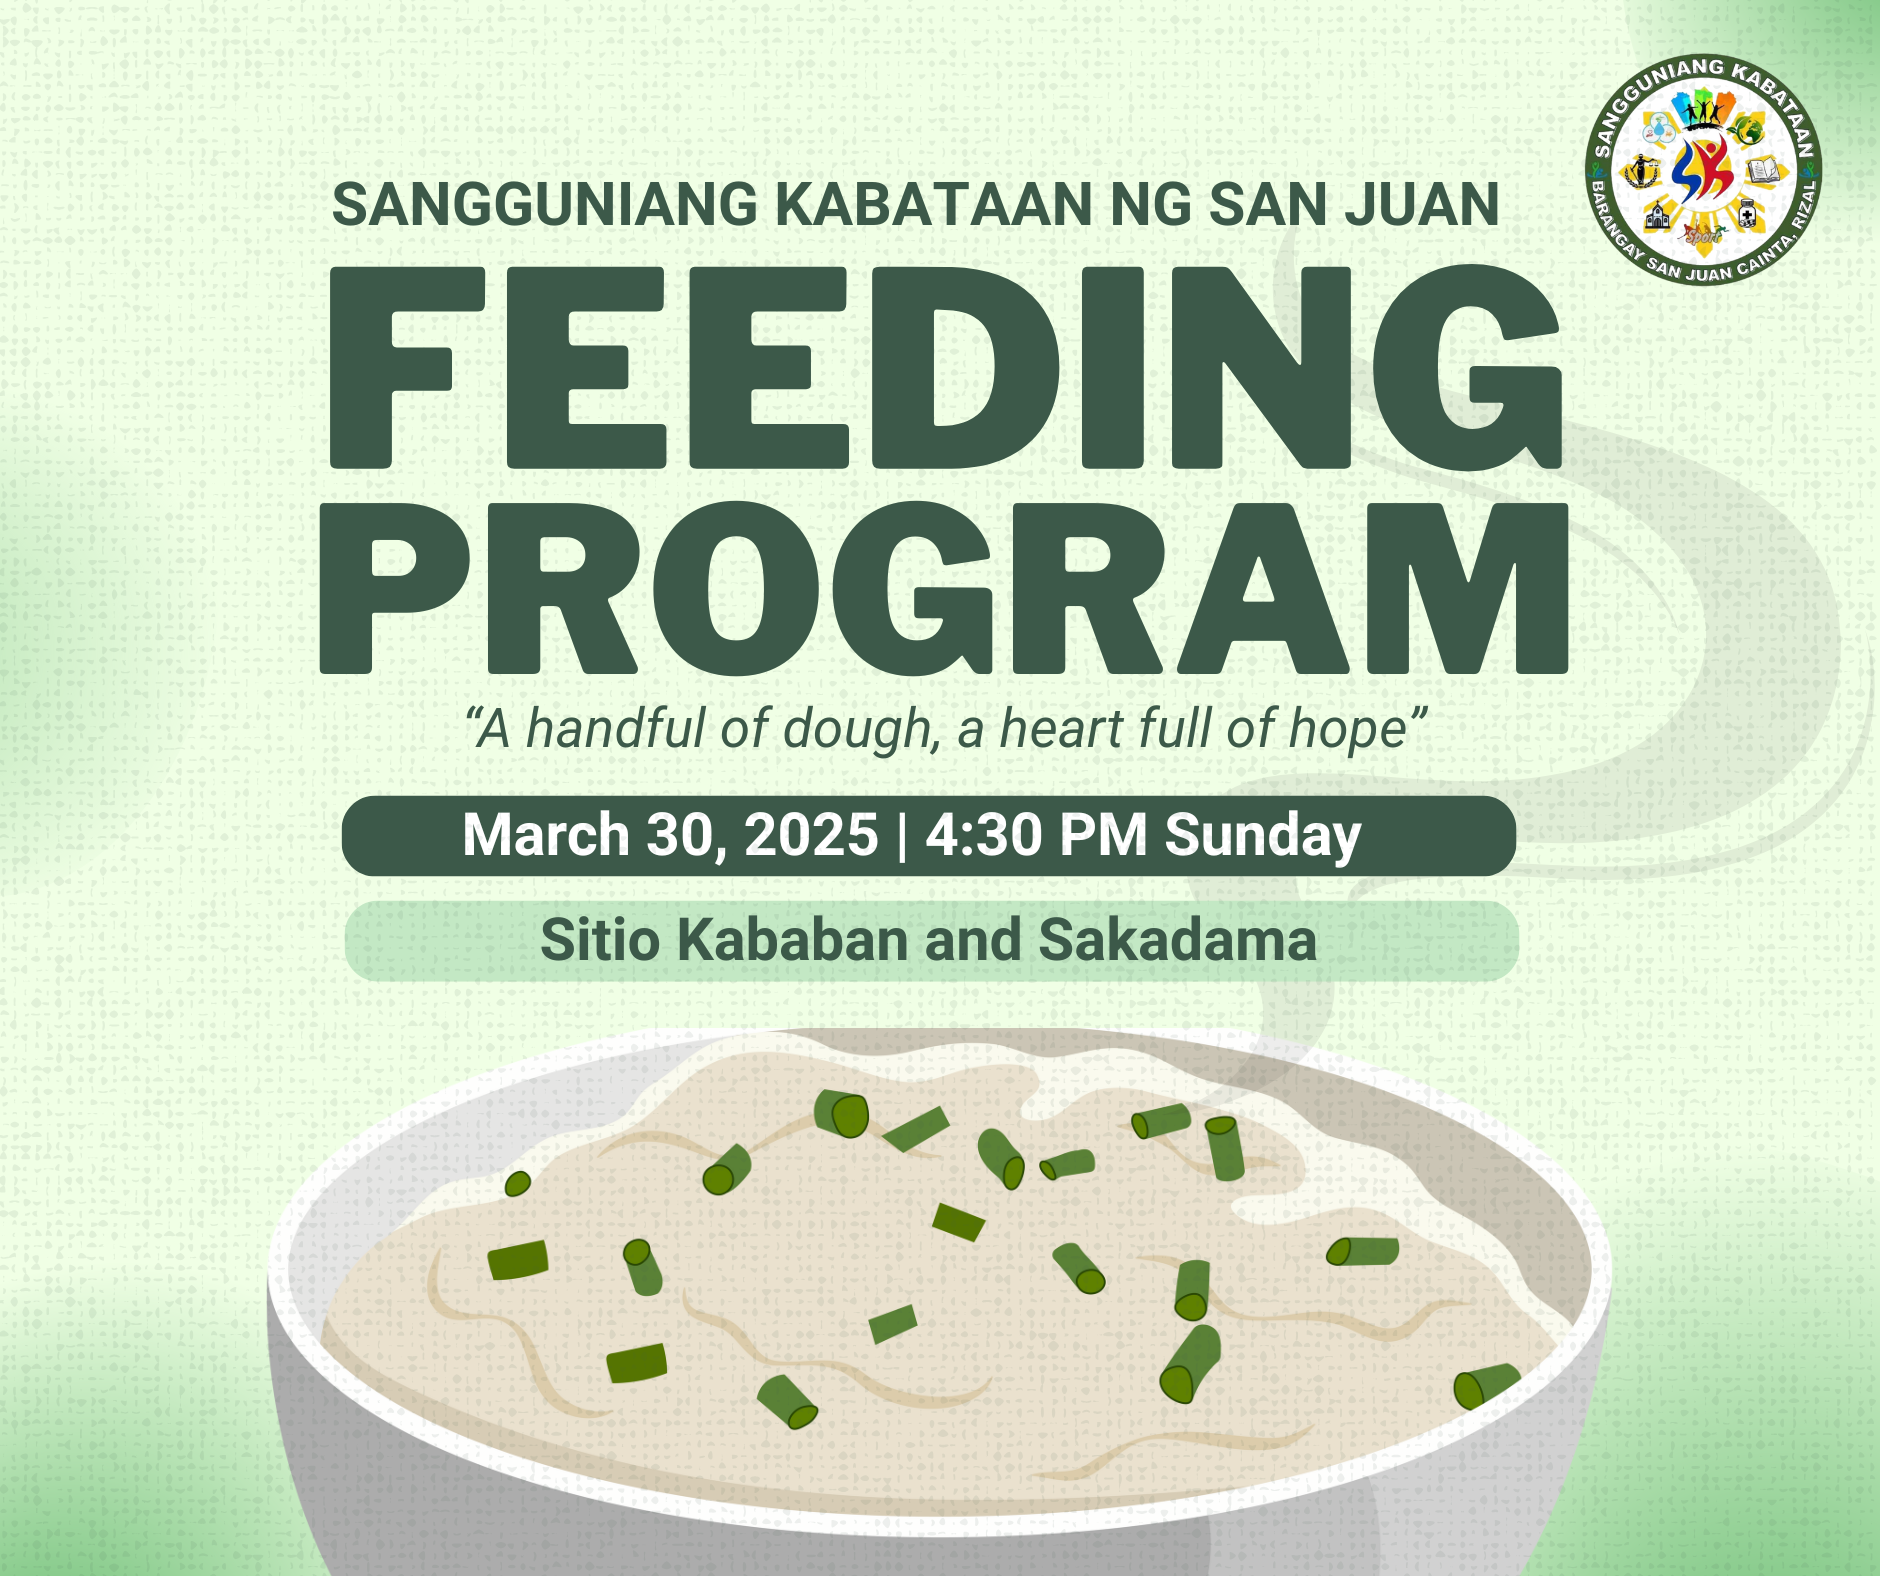 SANGGUNIANG KABATAAN
BARANGAY SAN JUAN CAINTA, RIZAL
Sport
SANGGUNIANG KABATAAN NG SAN JUAN
FEEDING
PROGRAM
“A handful of dough, a heart full of hope”
March 30, 2025 | 4:30 PM Sunday
Sitio Kababan and Sakadama